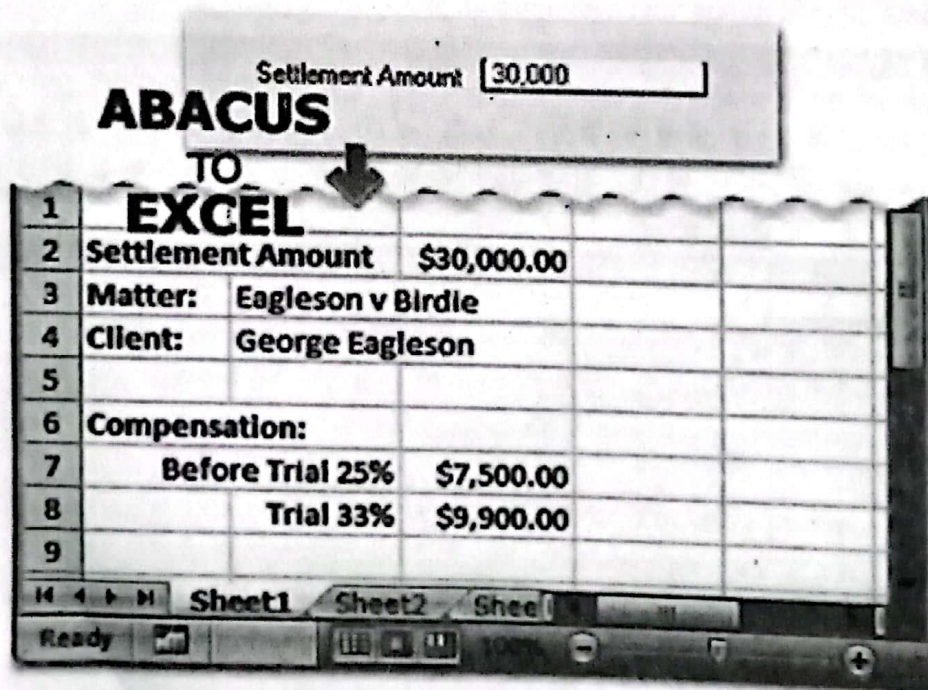 Settlement Amount 30,000
ABACUS
TO
EXCEL
1
2 Settlement Amount $30,000.00
3 Matter: Eagleson v Birdie
4 Client: George Eagleson
5
6 Compensation:
7 Before Trial 25% $7,500.00
8 Trial 33% $9,900.00
9
Sheet1 Sheet2 Shee
Ready 100%